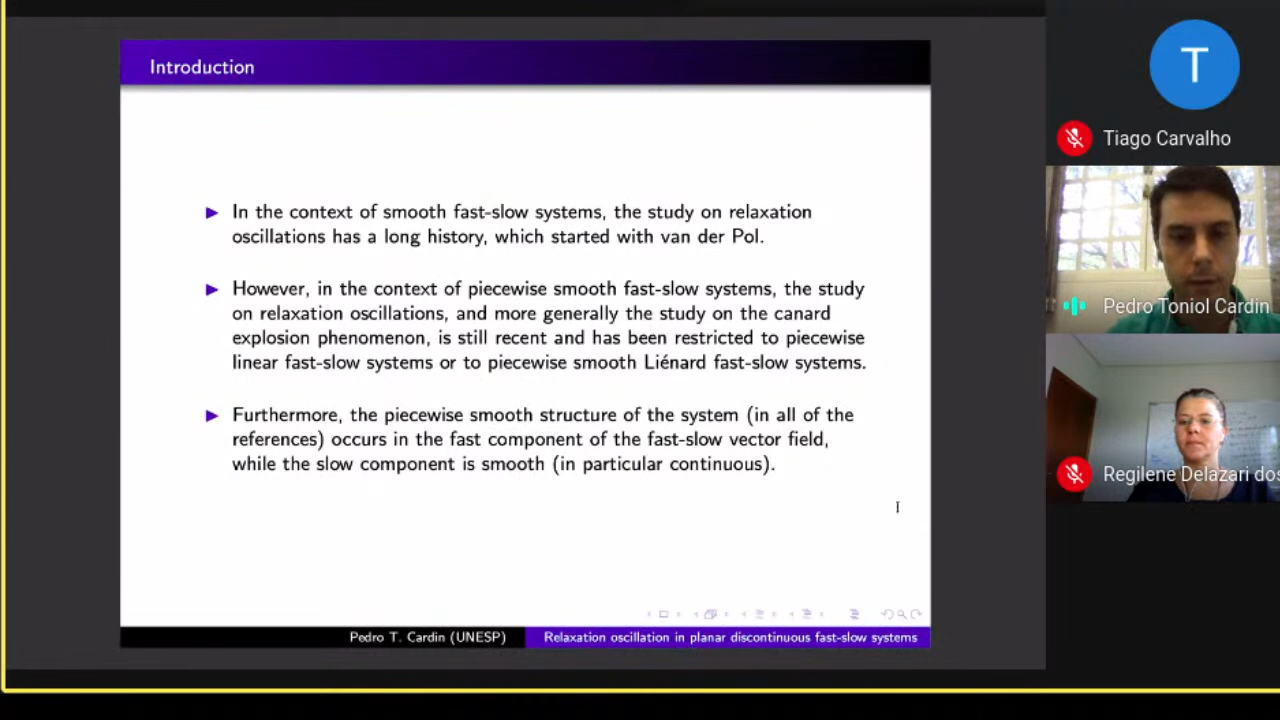 Introduction
▶ In the context of smooth fast-slow systems, the study on relaxation
oscillations has a long history, which started with van der Pol.
▶ However, in the context of piecewise smooth fast-slow systems, the study
on relaxation oscillations, and more generally the study on the canard
explosion phenomenon, is still recent and has been restricted to piecewise
linear fast-slow systems or to piecewise smooth Liénard fast-slow systems.
▶ Furthermore, the piecewise smooth structure of the system (in all of the
references) occurs in the fast component of the fast-slow vector field,
while the slow component is smooth (in particular continuous).
Pedro T. Cardin (UNESP)
Relaxation oscillation in planar discontinuous fast-slow systems
T
Tiago Carvalho
Pedro Toniol Cardin
Regilene Delazari dos